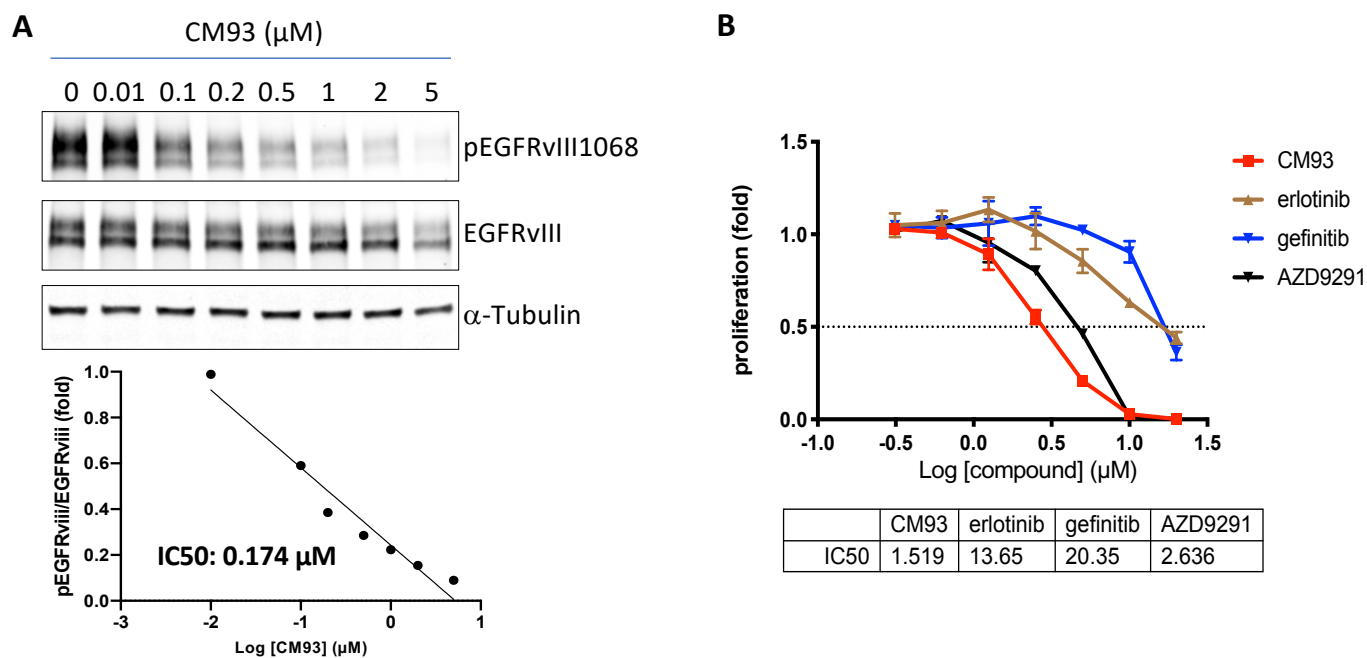 A
CM93 (µM)
0 0.01 0.1 0.2 0.5 1 2 5
pEGFRvIII1068
EGFRvIII
α-Tubulin
pEGFRviii/EGFRviii (fold)
1.0
0.8
0.6
0.4
0.2
0.0
IC50: 0.174 µM
-3 -2 -1 0 1
Log [CM93] (µM)
B
proliferation (fold)
1.5
1.0
0.5
0.0
-1.0 -0.5 0.0 0.5 1.0 1.5
Log [compound] (µM)
CM93
erlotinib
gefinitib
AZD9291
CM93 erlotinib gefinitib AZD9291
IC50 1.519 13.65 20.35 2.636